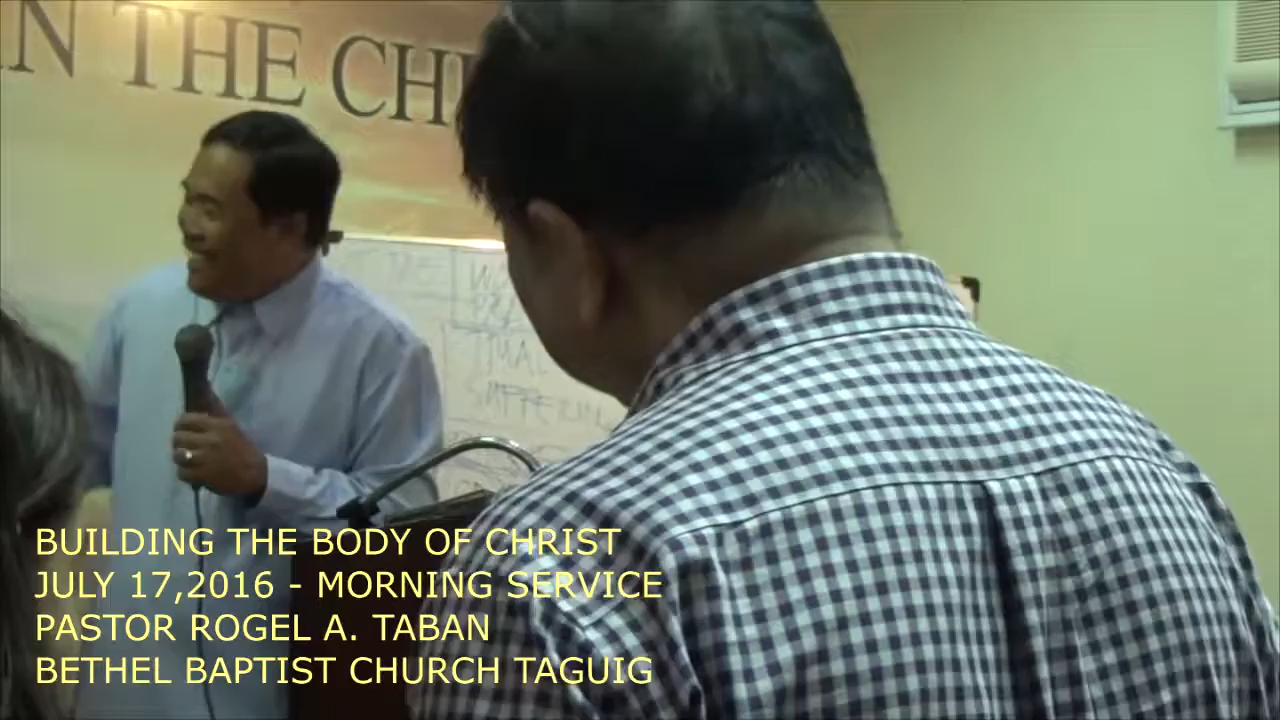 N THE CH
BUILDING THE BODY OF CHRIST
JULY 17,2016 - MORNING SERVICE
PASTOR ROGEL A. TABAN
BETHEL BAPTIST CHURCH TAGUIG